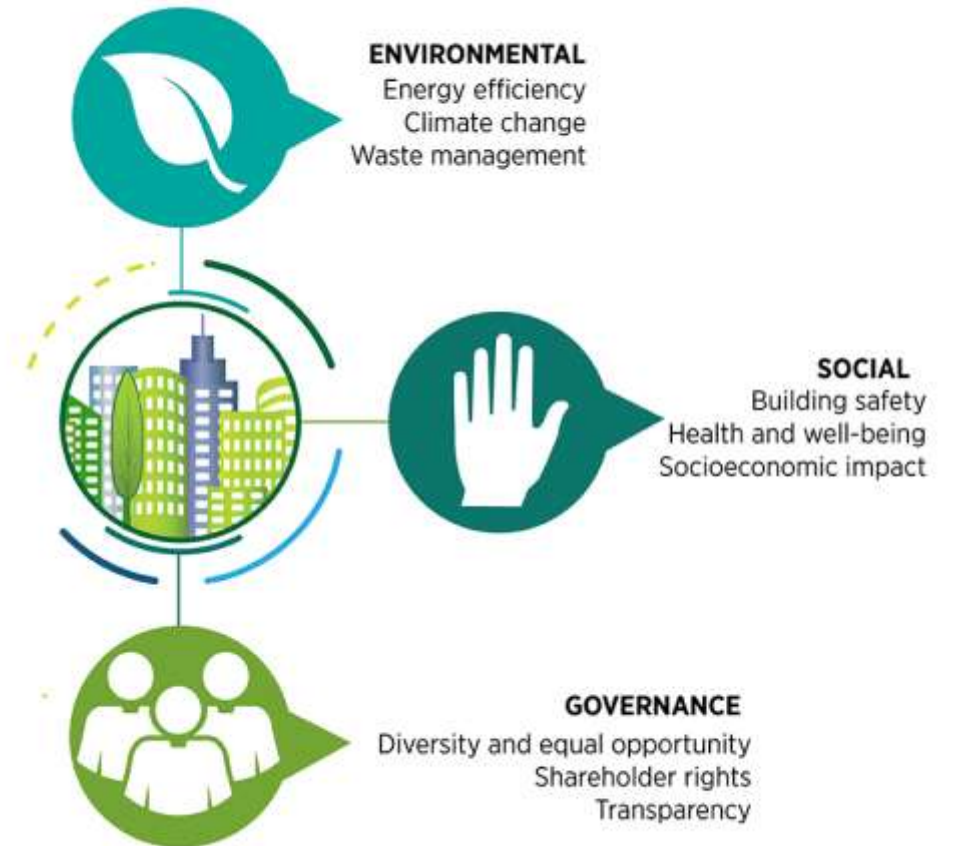 ENVIRONMENTAL
Energy efficiency
Climate change
Waste management
SOCIAL
Building safety
Health and well-being
Socioeconomic impact
GOVERNANCE
Diversity and equal opportunity
Shareholder rights
Transparency